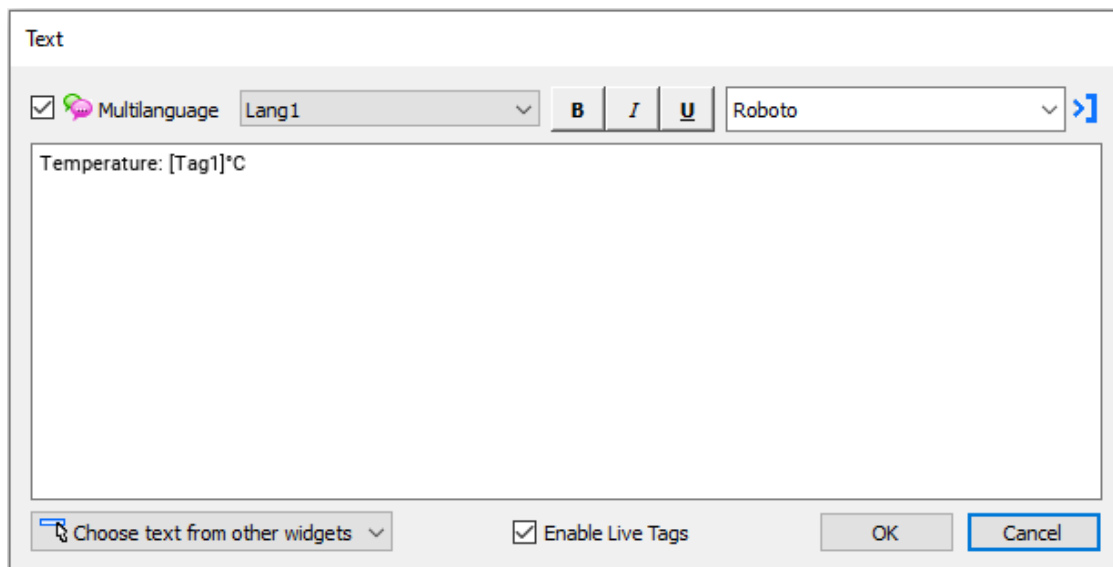 Text
Multilanguage Lang1 B I U Roboto
Temperature: [Tag1]°C
Choose text from other widgets Enable Live Tags OK Cancel